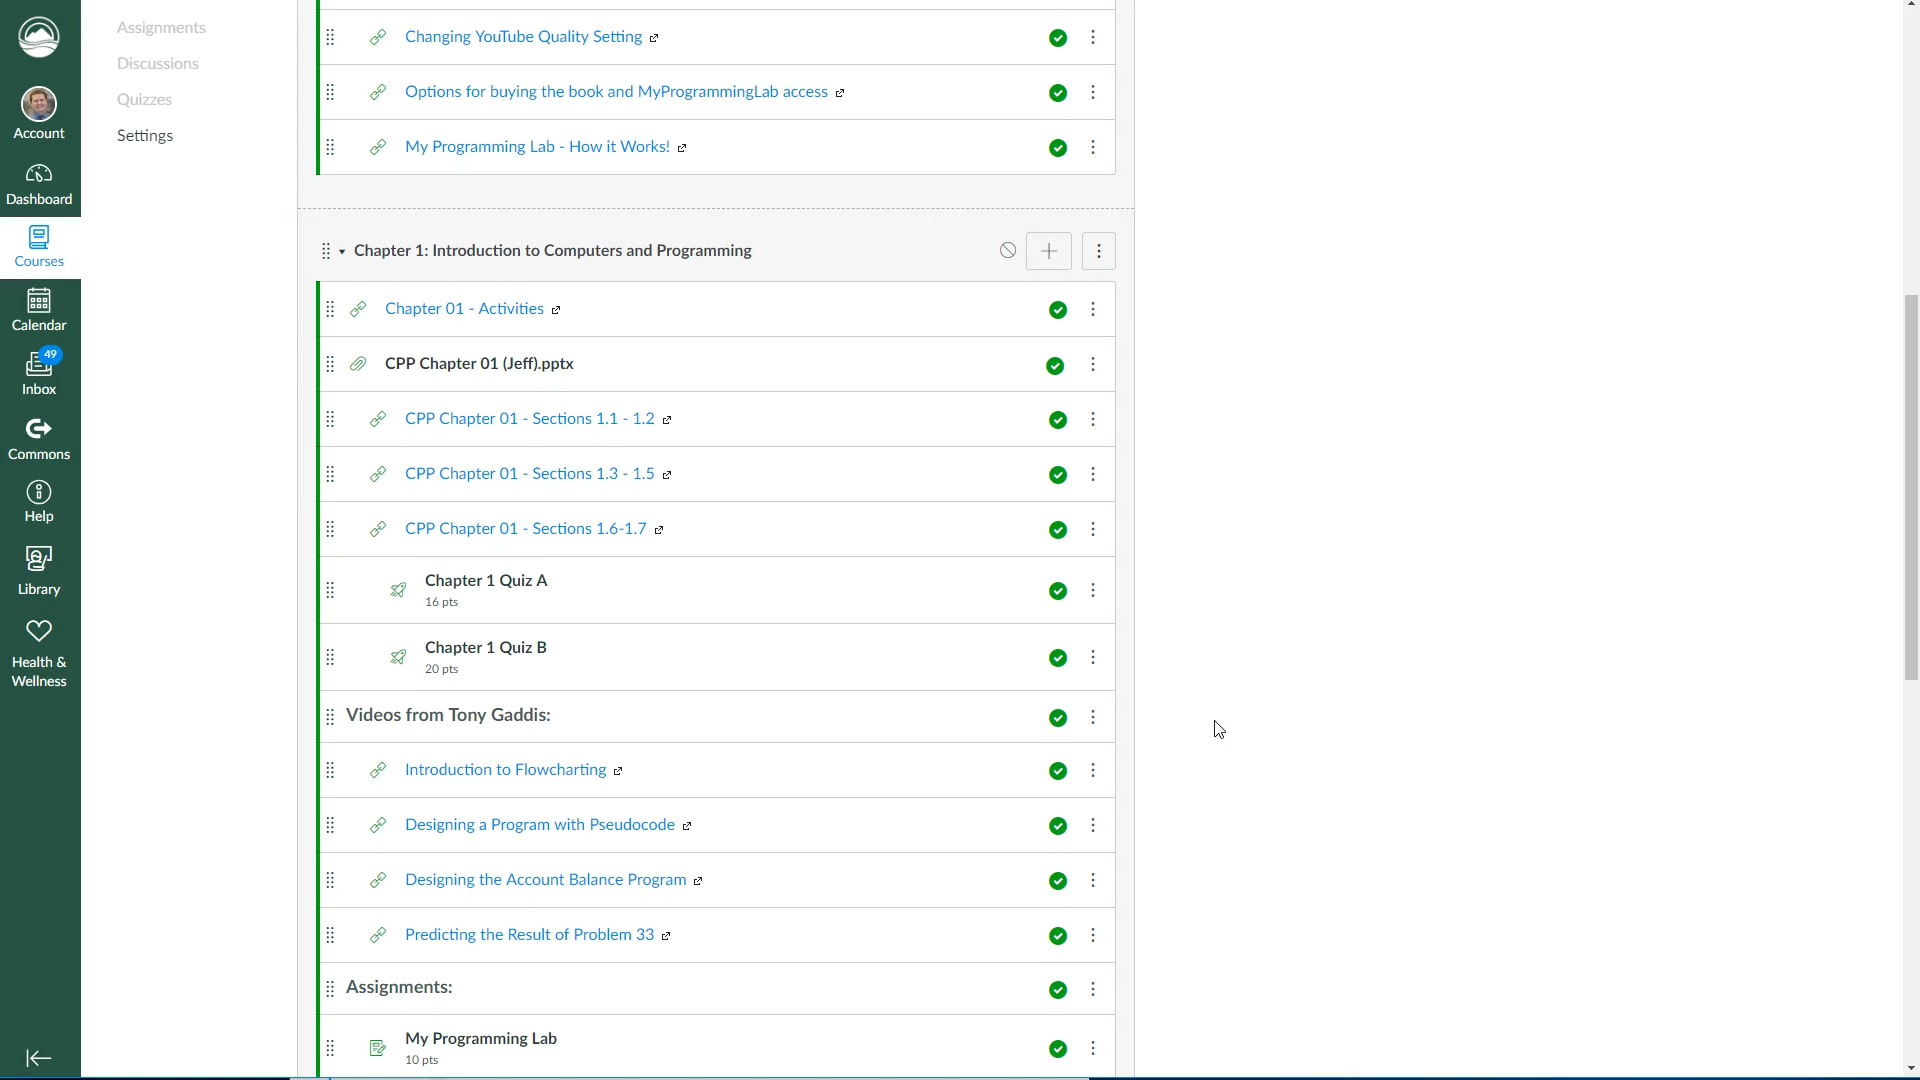 Account
Dashboard
Courses
Calendar
49
Inbox
Commons
Help
Library
Health &
Wellness
Assignments
Discussions
Quizzes
Settings
Changing YouTube Quality Setting
Options for buying the book and MyProgrammingLab access
My Programming Lab - How it Works!
Chapter 1: Introduction to Computers and Programming
Chapter 01 - Activities
CPP Chapter 01 (Jeff).pptx
CPP Chapter 01 - Sections 1.1 - 1.2
CPP Chapter 01 - Sections 1.3 - 1.5
CPP Chapter 01 - Sections 1.6-1.7
Chapter 1 Quiz A
16 pts
Chapter 1 Quiz B
20 pts
Videos from Tony Gaddis:
Introduction to Flowcharting
Designing a Program with Pseudocode
Designing the Account Balance Program
Predicting the Result of Problem 33
Assignments:
My Programming Lab
10 pts